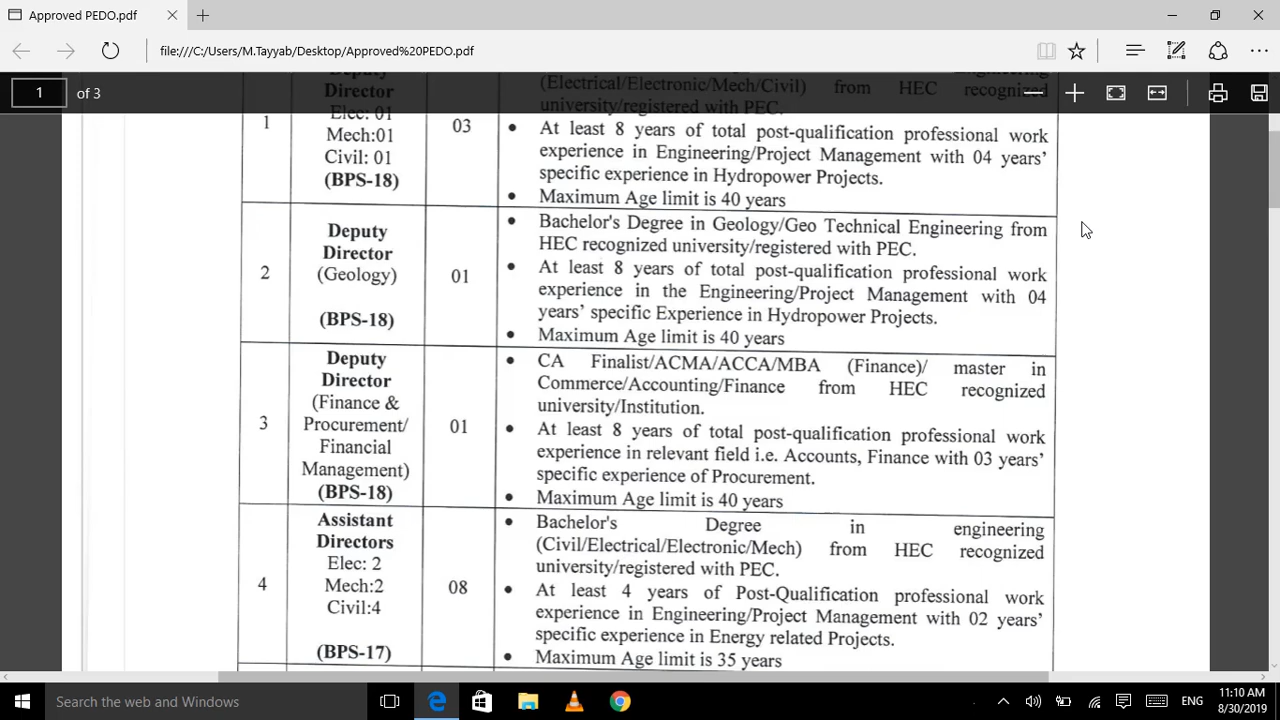 Approved PEDO.pdf
file:///C:/Users/M.Tayyab/Desktop/Approved%20PEDO.pdf
1 of 3
1
Deputy
Director
Elec: 01
Mech:01
Civil: 01
(BPS-18)
03
Engineering
(Electrical/Electronic/Mech/Civil) from HEC recognized
university/registered with PEC.
• At least 8 years of total post-qualification professional work
experience in Engineering/Project Management with 04 years'
specific experience in Hydropower Projects.
• Maximum Age limit is 40 years
2
Deputy
Director
(Geology)
(BPS-18)
01
• Bachelor's Degree in Geology/Geo Technical Engineering from
HEC recognized university/registered with PEC.
• At least 8 years of total post-qualification professional work
experience in the Engineering/Project Management with 04
years' specific Experience in Hydropower Projects.
• Maximum Age limit is 40 years
3
Deputy
Director
(Finance &
Procurement/
Financial
Management)
(BPS-18)
01
• CA Finalist/ACMA/ACCA/MBA (Finance)/ master in
Commerce/Accounting/Finance from HEC recognized
university/Institution.
• At least 8 years of total post-qualification professional work
experience in relevant field i.e. Accounts, Finance with 03 years'
specific experience of Procurement.
• Maximum Age limit is 40 years
4
Assistant
Directors
Elec: 2
Mech:2
Civil:4
(BPS-17)
08
• Bachelor's Degree in engineering
(Civil/Electrical/Electronic/Mech) from HEC recognized
university/registered with PEC.
• At least 4 years of Post-Qualification professional work
experience in Engineering/Project Management with 02 years'
specific experience in Energy related Projects.
• Maximum Age limit is 35 years
Search the web and Windows
ENG
11:10 AM
8/30/2019